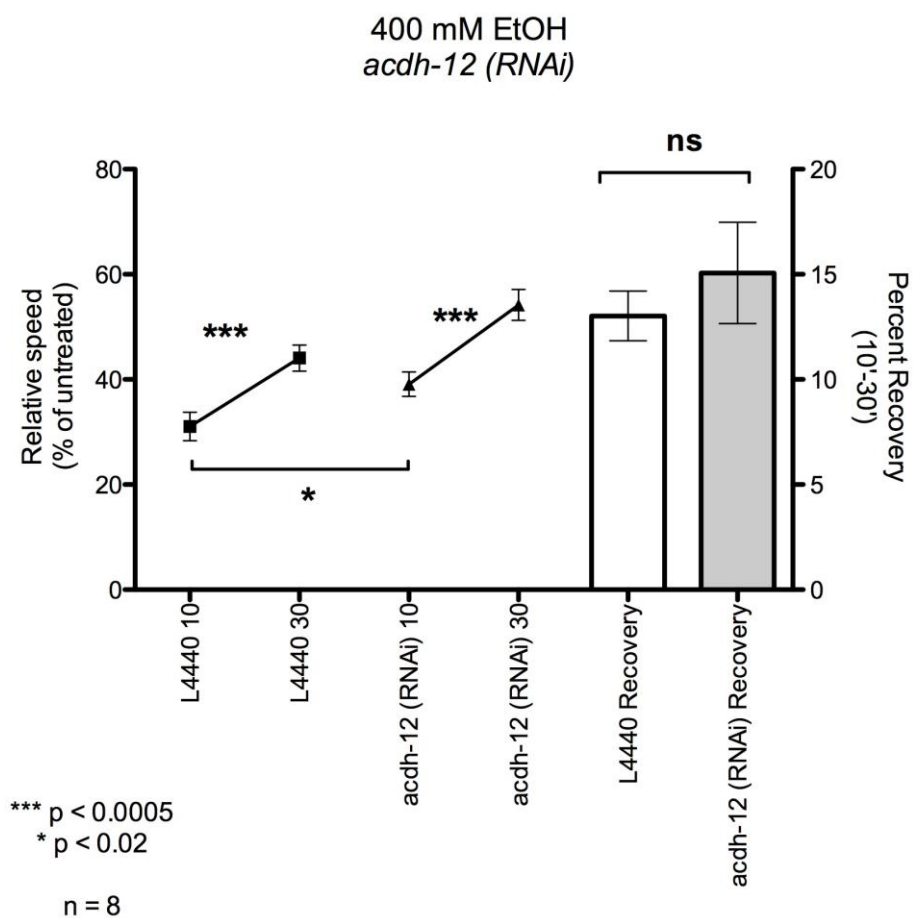 400 mM EtOH
acdh-12 (RNAi)
ns
80
60
40
20
0
Relative speed
(% of untreated)
***
***
*
20
15
10
5
0
Percent Recovery
(10'-30')
L4440 10
L4440 30
acdh-12 (RNAi) 10
acdh-12 (RNAi) 30
L4440 Recovery
acdh-12 (RNAi) Recovery
*** p < 0.0005
* p < 0.02
n = 8